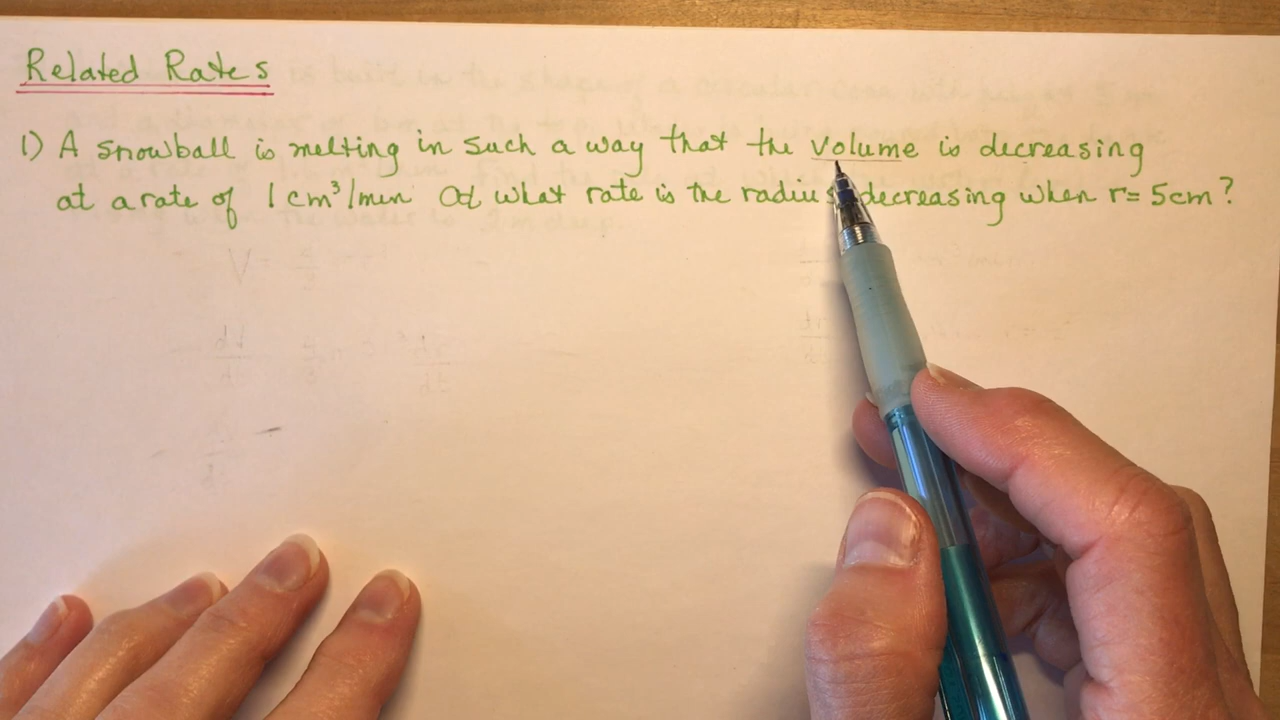 Related Rates
1) A snowball is melting in such a way that the volume is decreasing
at a rate of 1 cm³/min At what rate is the radius decreasing when r = 5cm?